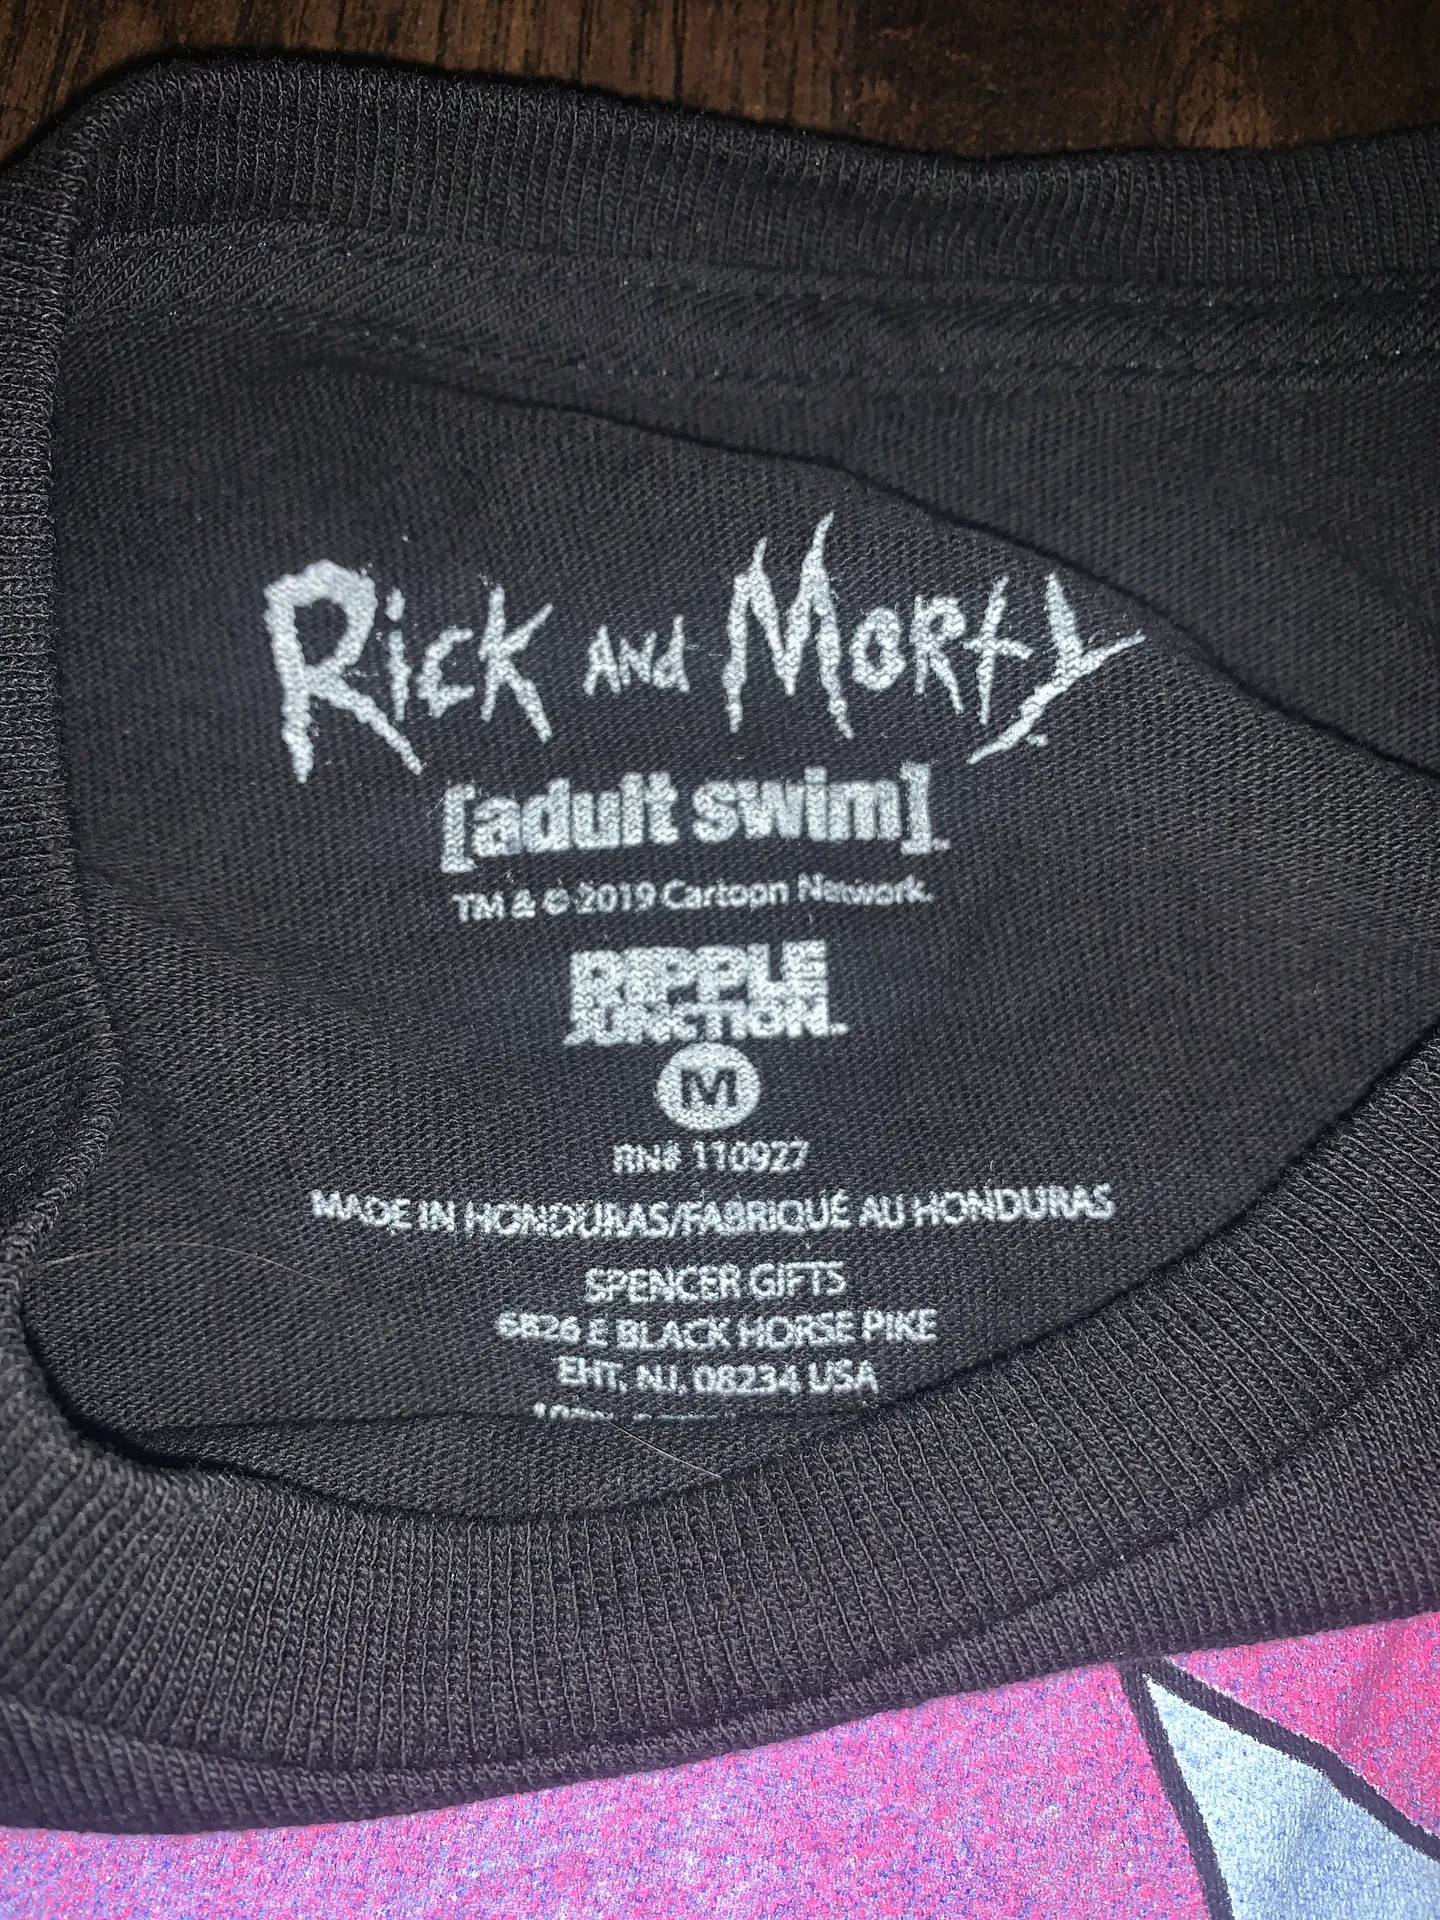 Rick and Morty
[adult swim].
TM & © 2019 Cartoon Network.
RIPPLE
JUNCTION.
M
RN# 110927
MADE IN HONDURAS/FABRIQUÉ AU HONDURAS
SPENCER GIFTS
6826 E BLACK HORSE PIKE
EHT, NJ, 08234 USA